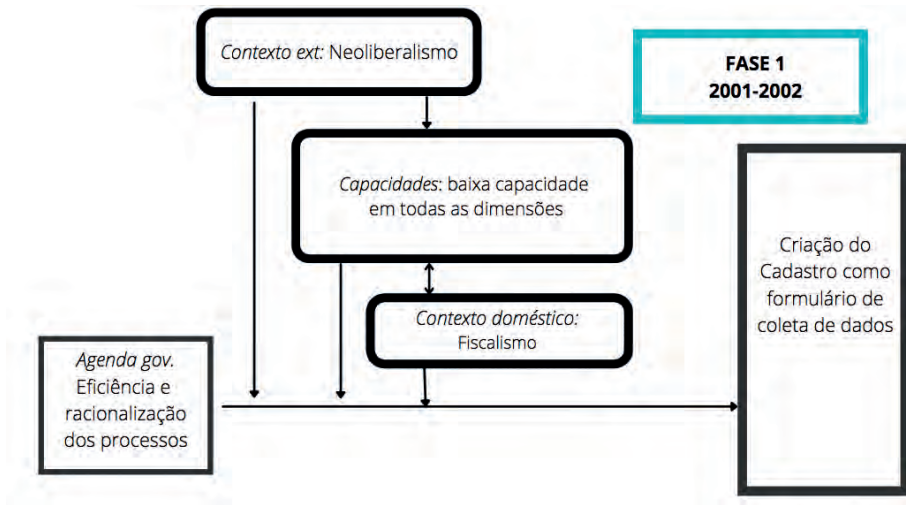 Contexto ext: Neoliberalismo
FASE 1
2001-2002
Capacidades: baixa capacidade
em todas as dimensões
Contexto doméstico:
Fiscalismo
Agenda gov.
Eficiência e
racionalização
dos processos
Criação do
Cadastro como
formulário de
coleta de dados